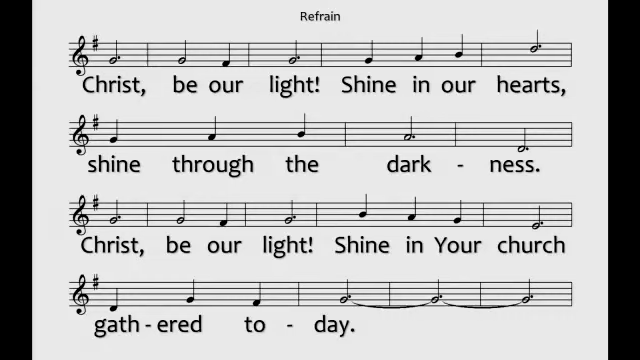 Refrain
Christ, be our light! Shine in our hearts,
shine through the dark - ness.
Christ, be our light! Shine in Your church
gath - ered to - day.